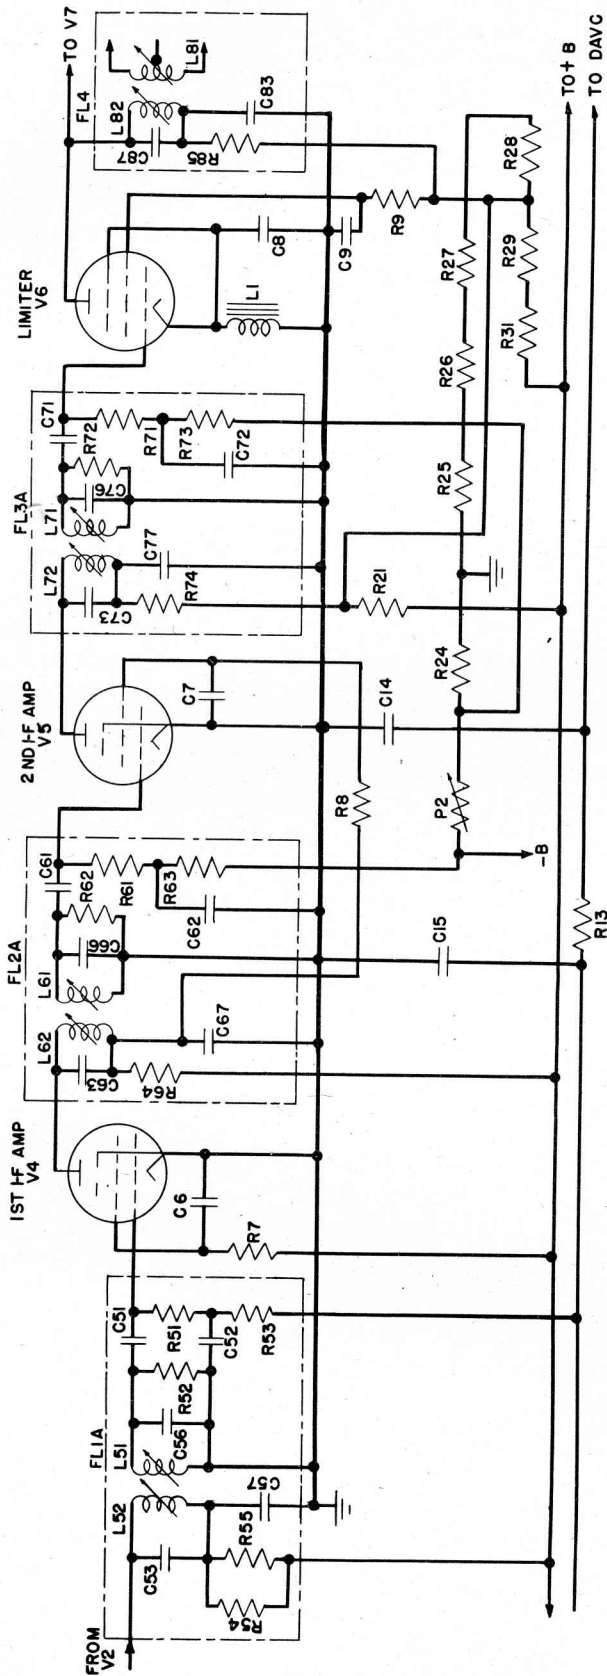 FROM
V2
FL1A
L52
C53
R54
R55
C57
L51
C56
R52
C51
R51
C52
R53
1ST I-F AMP
V4
C6
R7
FL2A
L62
C63
R64
C67
L61
C66
R62
C61
R61
R63
C62
C15
R13
-B
P2
R8
2ND I-F AMP
V5
C7
C14
R24
FL3A
L72
C73
R74
C77
L71
C76
R72
C71
R71
R73
C72
R21
R25
R26
R27
LIMITER
V6
L1
C8
C9
R9
R31
R29
R28
FL4
C87
L82
L81
R85
C83
TO V7
TO + B
TO DAVC